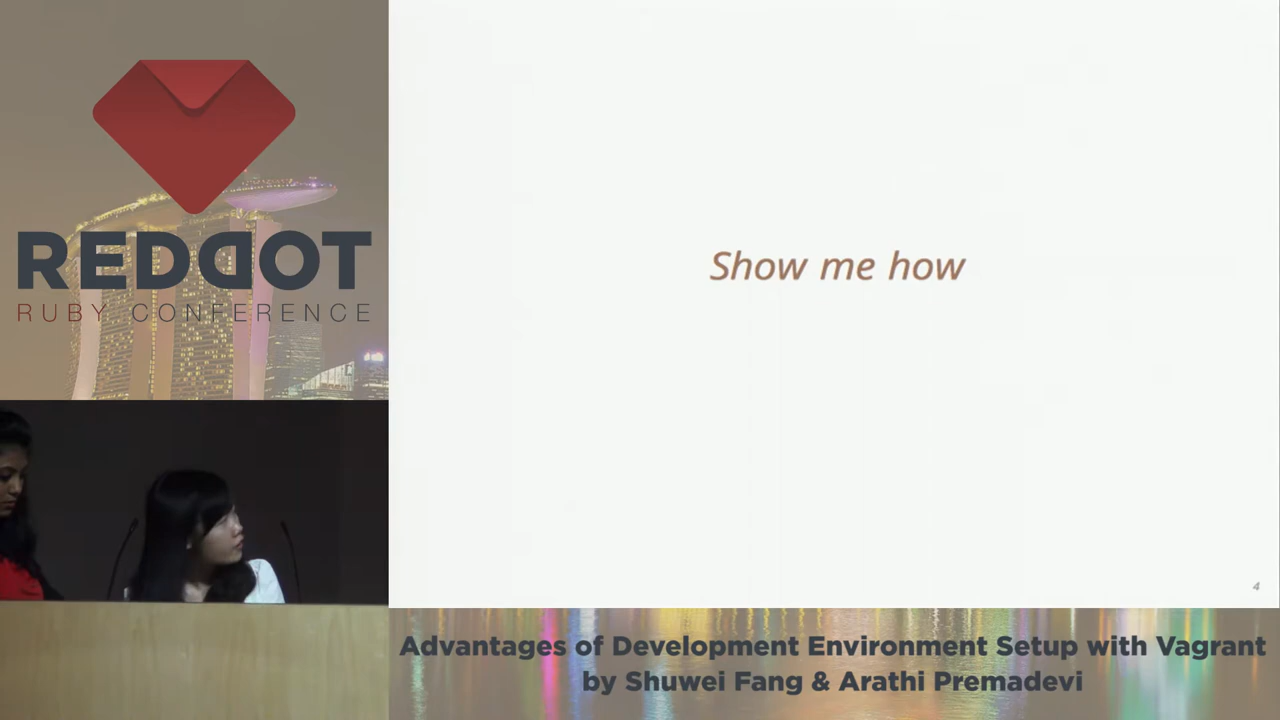 REDDOT
RUBY CONFERENCE
Show me how
4
Advantages of Development Environment Setup with Vagrant
by Shuwei Fang & Arathi Premadevi